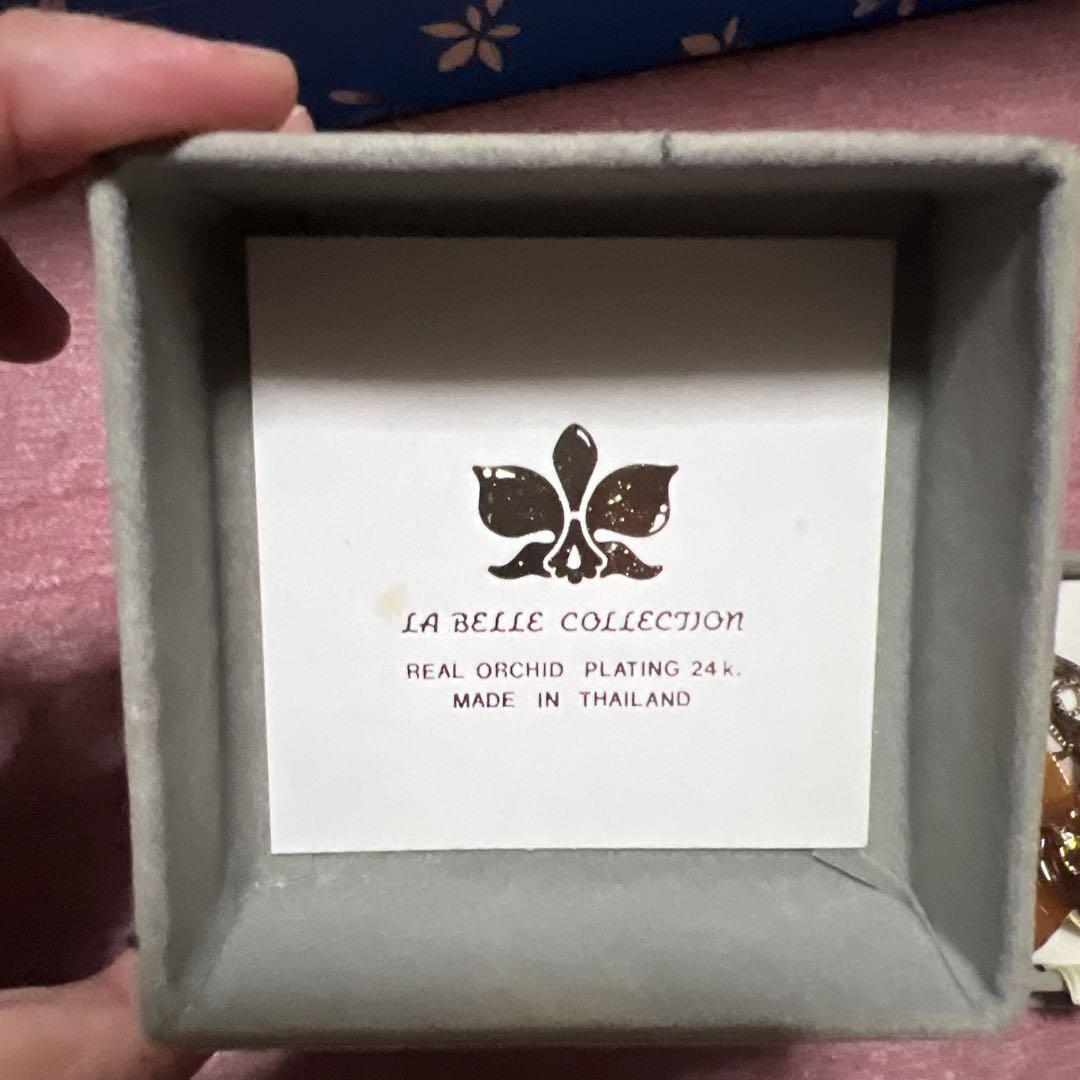 LA BELLE COLLECTION
REAL ORCHID PLATING 24k.
MADE IN THAILAND